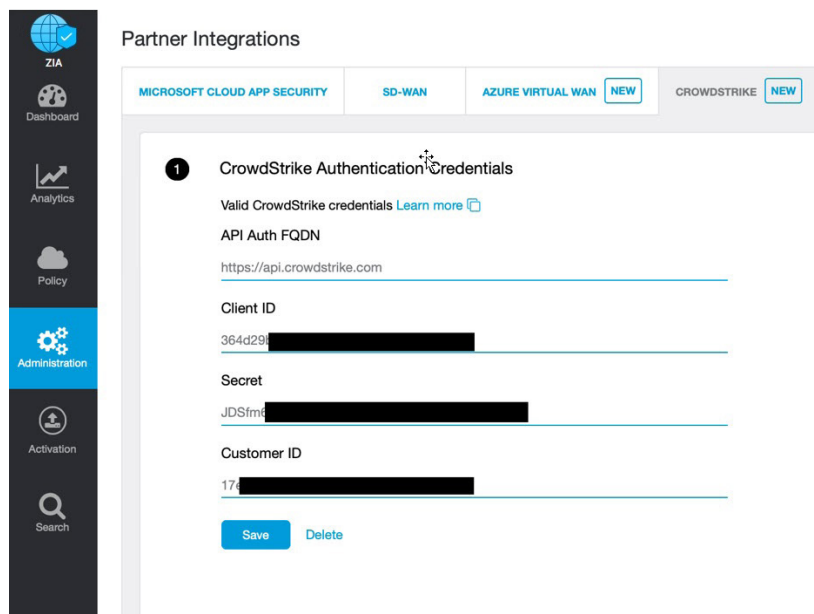 ZIA
Dashboard
Analytics
Policy
Administration
Activation
Search
Partner Integrations
MICROSOFT CLOUD APP SECURITY SD-WAN AZURE VIRTUAL WAN NEW CROWDSTRIKE NEW
1 CrowdStrike Authentication Credentials
Valid CrowdStrike credentials Learn more
API Auth FQDN
https://api.crowdstrike.com
Client ID
364d29
Secret
JDSfm
Customer ID
17
Save Delete